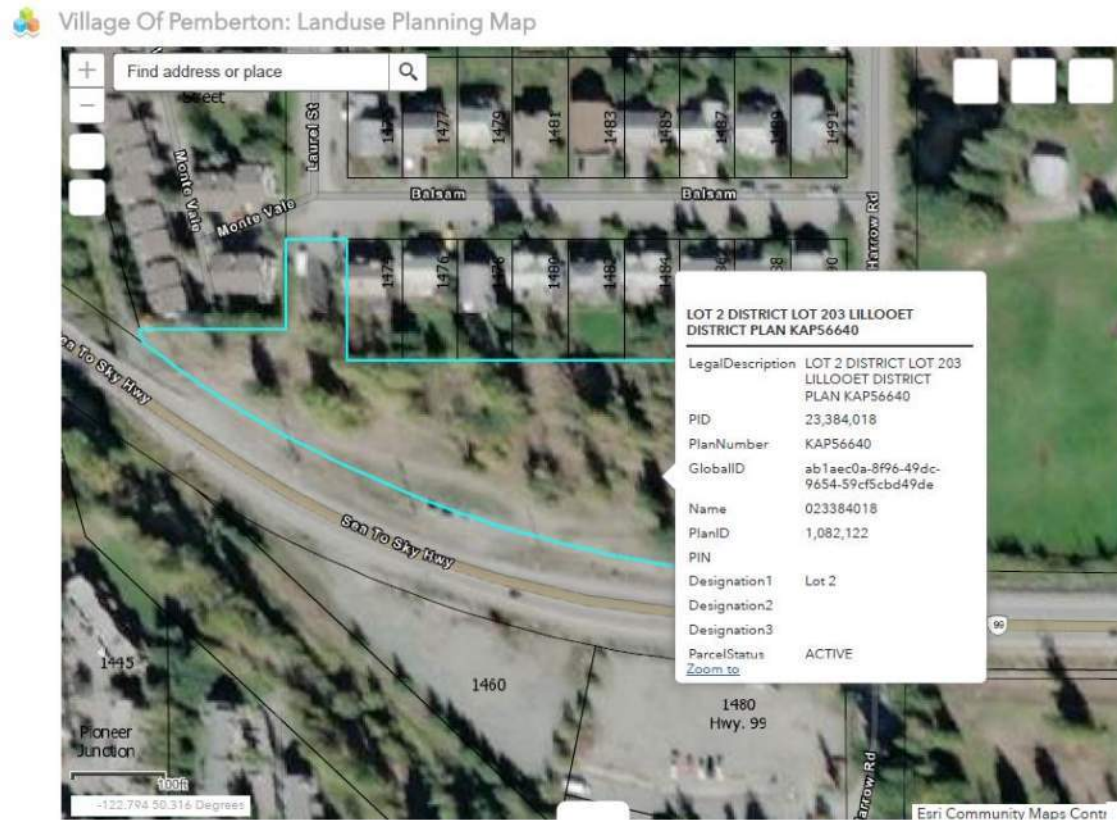 Village Of Pemberton: Landuse Planning Map
+
Find address or place
−
Street
Laurel St
1477
1479
1481
1483
1485
1487
1491
Monte Vale
Balsam
Balsam
Monte Vale
Harrow Rd
1474
1476
1478
1480
1482
1484
LOT 2 DISTRICT LOT 203 LILLOOET
DISTRICT PLAN KAP56640
LegalDescription LOT 2 DISTRICT LOT 203
LILLOOET DISTRICT
PLAN KAP56640
PID 23,384,018
PlanNumber KAP56640
GlobalID ab1aec0a-8f96-49dc-
9654-59cf5cbd49de
Name 023384018
PlanID 1,082,122
PIN
Designation1 Lot 2
Designation2
Designation3
ParcelStatus ACTIVE
Zoom to
Sea To Sky Hwy
Sea To Sky Hwy
99
1445
1460
1480
Hwy. 99
Pioneer
Junction
100ft
-122.794 50.316 Degrees
Esri Community Maps Contr